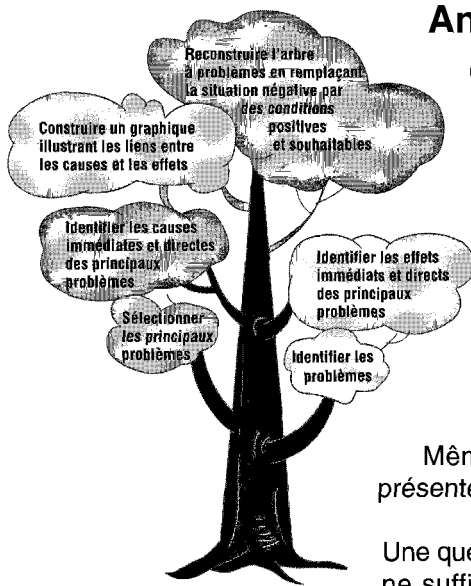 An
Reconstruire l'arbre
à problèmes en remplaçant
la situation négative par
des conditions
positives
et souhaitables
Construire un graphique
illustrant les liens entre
les causes et les effets
Identifier les causes
immédiates et directes
des principaux
problèmes
Identifier les effets
immédiats et directs
des principaux
problèmes
Sélectionner
les principaux
problèmes
Identifier les
problèmes
Mêm
présente
Une que
ne suffi